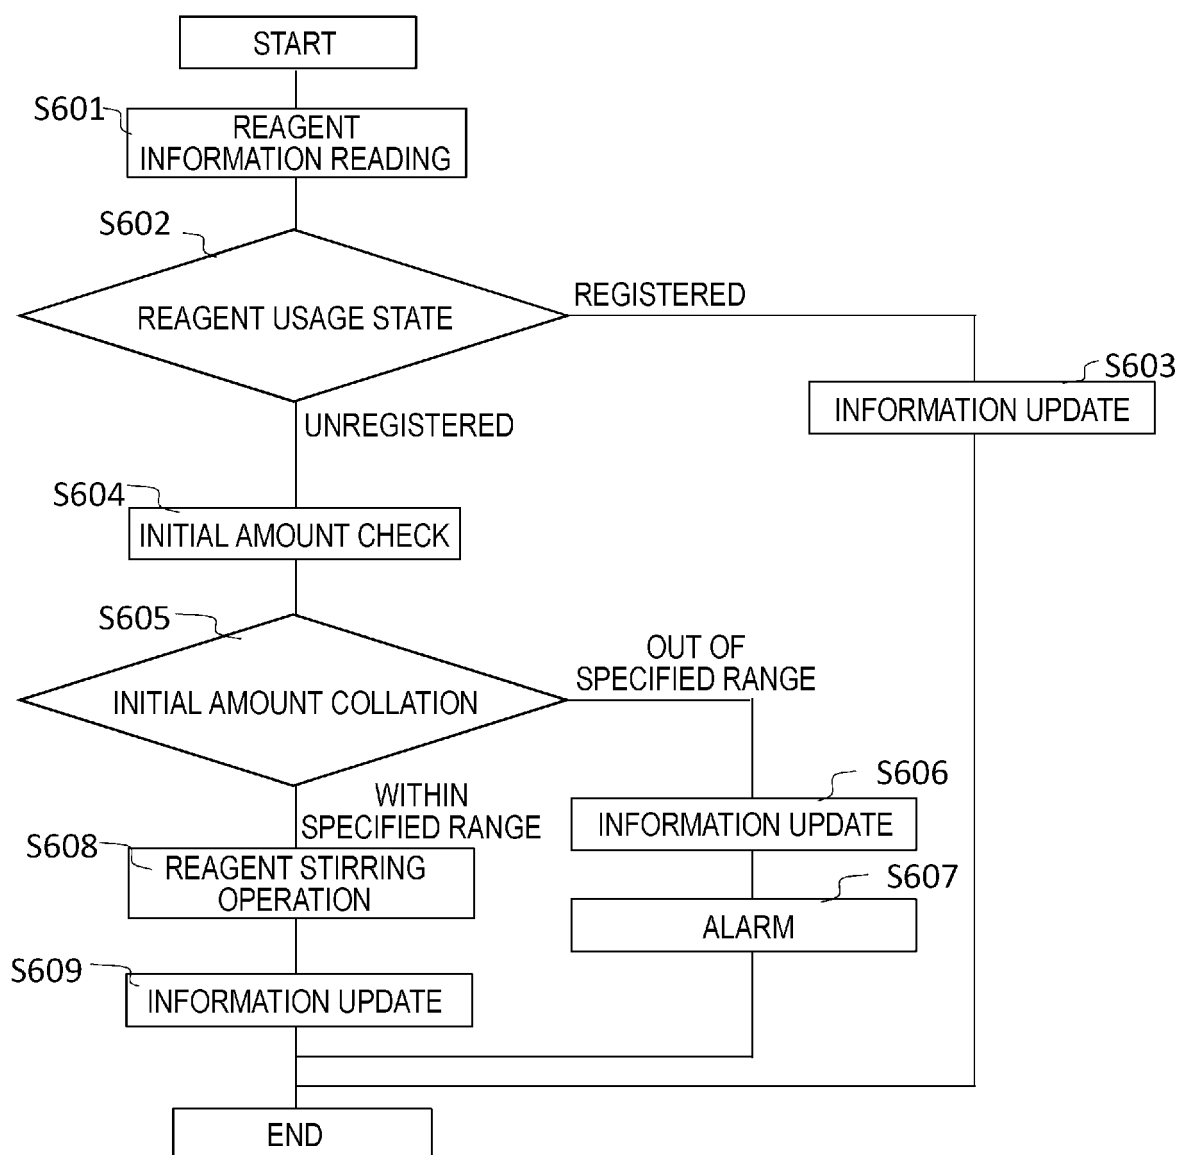 START
S601
REAGENT
INFORMATION READING
S602
REAGENT USAGE STATE
REGISTERED
S603
INFORMATION UPDATE
UNREGISTERED
S604
INITIAL AMOUNT CHECK
S605
INITIAL AMOUNT COLLATION
OUT OF
SPECIFIED RANGE
S606
INFORMATION UPDATE
S607
ALARM
WITHIN
SPECIFIED RANGE
S608
REAGENT STIRRING
OPERATION
S609
INFORMATION UPDATE
END